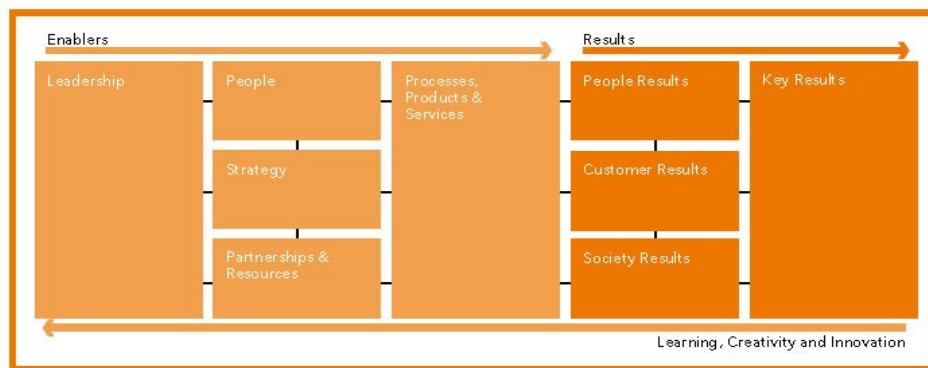 Enablers
Results
Leadership
People
Processes,
Products &
Services
People Results
Key Results
Strategy
Customer Results
Partnerships &
Resources
Society Results
Learning, Creativity and Innovation